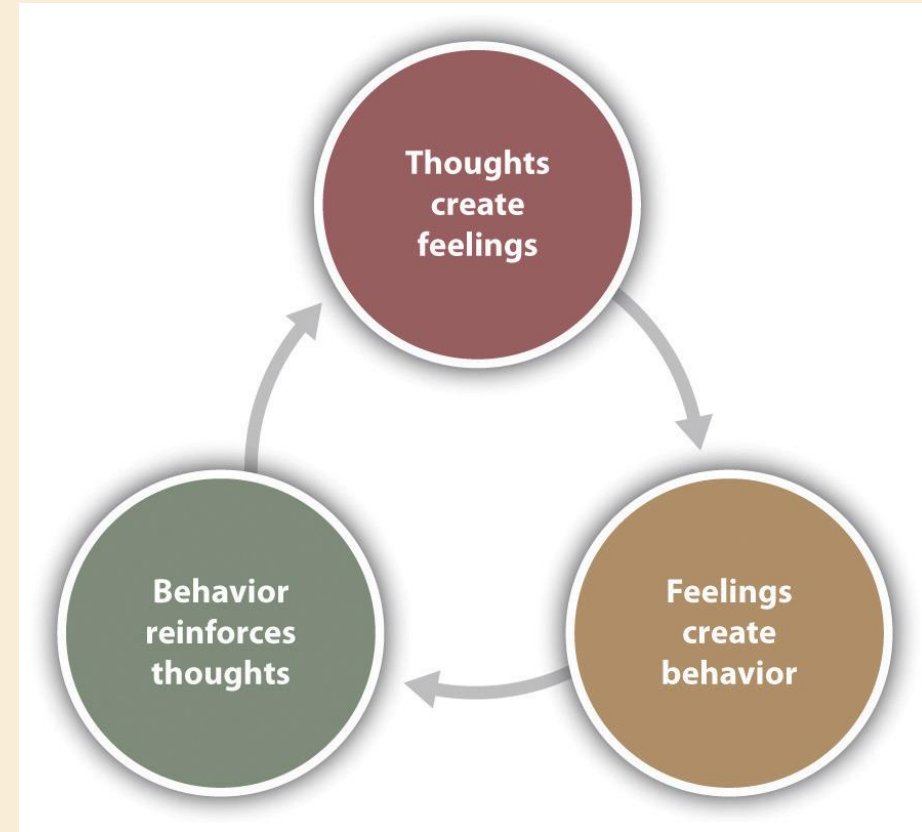 Thoughts
create
feelings
Feelings
create
behavior
Behavior
reinforces
thoughts